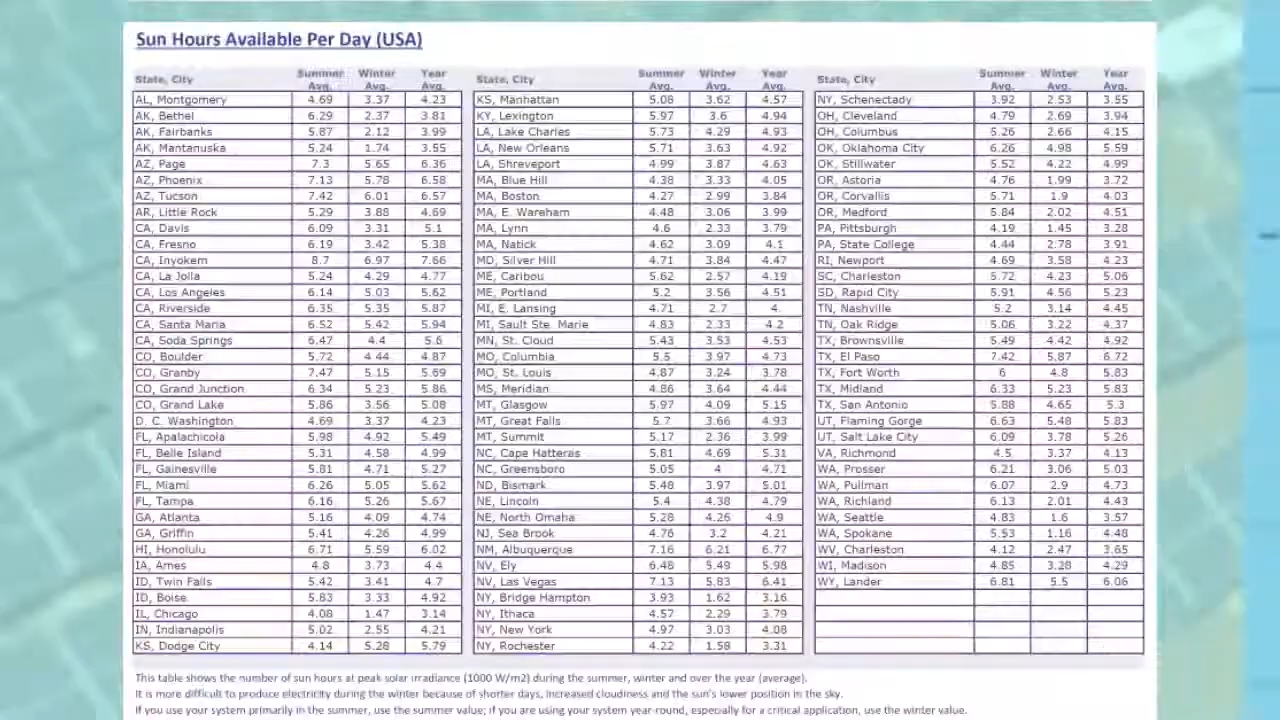 Sun Hours Available Per Day (USA)
State, City Summer Avg. Winter Avg. Year Avg. State, City Summer Avg. Winter Avg. Year Avg. State, City Summer Avg. Winter Avg. Year Avg.
AL, Montgomery 4.69 3.37 4.23 KS, Manhattan 5.08 3.62 4.57 NY, Schenectady 3.92 2.53 3.55
AK, Bethel 6.29 2.37 3.81 KY, Lexington 5.97 3.6 4.94 OH, Cleveland 4.79 2.69 3.94
AK, Fairbanks 5.87 2.12 3.99 LA, Lake Charles 5.73 4.29 4.93 OH, Columbus 5.26 2.66 4.15
AK, Mantanuska 5.24 1.74 3.55 LA, New Orleans 5.71 3.63 4.92 OK, Oklahoma City 6.26 4.98 5.59
AZ, Page 7.3 5.65 6.36 LA, Shreveport 4.99 3.87 4.63 OK, Stillwater 5.52 4.22 4.99
AZ, Phoenix 7.13 5.78 6.58 MA, Blue Hill 4.38 3.33 4.05 OR, Astoria 4.76 1.99 3.72
AZ, Tucson 7.42 6.01 6.57 MA, Boston 4.27 2.99 3.84 OR, Corvallis 5.71 1.9 4.03
AR, Little Rock 5.29 3.88 4.69 MA, E. Wareham 4.48 3.06 3.99 OR, Medford 5.84 2.02 4.51
CA, Davis 6.09 3.31 5.1 MA, Lynn 4.6 2.33 3.79 PA, Pittsburgh 4.19 1.45 3.28
CA, Fresno 6.19 3.42 5.38 MA, Natick 4.62 3.09 4.1 PA, State College 4.44 2.78 3.91
CA, Inyokem 8.7 6.97 7.66 MD, Silver Hill 4.71 3.84 4.47 RI, Newport 4.69 3.58 4.23
CA, La Jolla 5.24 4.29 4.77 ME, Caribou 5.62 2.57 4.19 SC, Charleston 5.72 4.23 5.06
CA, Los Angeles 6.14 5.03 5.62 ME, Portland 5.2 3.56 4.51 SD, Rapid City 5.91 4.56 5.23
CA, Riverside 6.35 5.35 5.87 MI, E. Lansing 4.71 2.7 4. TN, Nashville 5.2 3.14 4.45
CA, Santa Maria 6.52 5.42 5.94 MI, Sault Ste. Marie 4.83 2.33 4.2 TN, Oak Ridge 5.06 3.22 4.37
CA, Soda Springs 6.47 4.4 5.6 MN, St. Cloud 5.43 3.53 4.53 TX, Brownsville 5.49 4.42 4.92
CO, Boulder 5.72 4.44 4.87 MO, Columbia 5.5 3.97 4.73 TX, El Paso 7.42 5.87 6.72
CO, Granby 7.47 5.15 5.69 MO, St. Louis 4.87 3.24 3.78 TX, Fort Worth 6 4.8 5.83
CO, Grand Junction 6.34 5.23 5.86 MS, Meridian 4.86 3.64 4.44 TX, Midland 6.33 5.23 5.83
CO, Grand Lake 5.86 3.56 5.08 MT, Glasgow 5.97 4.09 5.15 TX, San Antonio 5.88 4.65 5.3
D. C. Washington 4.69 3.37 4.23 MT, Great Falls 5.7 3.66 4.93 UT, Flaming Gorge 6.63 5.48 5.83
FL, Apalachicola 5.98 4.92 5.49 MT, Summit 5.17 2.36 3.99 UT, Salt Lake City 6.09 3.78 5.26
FL, Belle Island 5.31 4.58 4.99 NC, Cape Hatteras 5.81 4.69 5.31 VA, Richmond 4.5 3.37 4.13
FL, Gainesville 5.81 4.71 5.27 NC, Greensboro 5.05 4 4.71 WA, Prosser 6.21 3.06 5.03
FL, Miami 6.26 5.05 5.62 ND, Bismark 5.48 3.97 5.01 WA, Pullman 6.07 2.9 4.73
FL, Tampa 6.16 5.26 5.67 NE, Lincoln 5.4 4.38 4.79 WA, Richland 6.13 2.01 4.43
GA, Atlanta 5.16 4.09 4.74 NE, North Omaha 5.28 4.26 4.9 WA, Seattle 4.83 1.6 3.57
GA, Griffin 5.41 4.26 4.99 NJ, Sea Brook 4.76 3.2 4.21 WA, Spokane 5.53 1.16 4.48
HI, Honolulu 6.71 5.59 6.02 NM, Albuquerque 7.16 6.21 6.77 WV, Charleston 4.12 2.47 3.65
IA, Ames 4.8 3.73 4.4 NV, Ely 6.48 5.49 5.98 WI, Madison 4.85 3.28 4.29
ID, Twin Falls 5.42 3.41 4.7 NV, Las Vegas 7.13 5.83 6.41 WY, Lander 6.81 5.5 6.06
ID, Boise 5.83 3.33 4.92 NY, Bridge Hampton 3.93 1.62 3.16
IL, Chicago 4.08 1.47 3.14 NY, Ithaca 4.57 2.29 3.79
IN, Indianapolis 5.02 2.55 4.21 NY, New York 4.97 3.03 4.08
KS, Dodge City 4.14 5.28 5.79 NY, Rochester 4.22 1.58 3.31
This table shows the number of sun hours at peak solar irradiance (1000 W/m2) during the summer, winter and over the year (average).
It is more difficult to produce electricity during the winter because of shorter days, increased cloudiness and the sun's lower position in the sky.
If you use your system primarily in the summer, use the summer value; if you are using your system year-round, especially for a critical application, use the winter value.